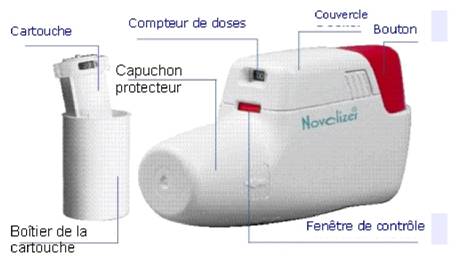 Compteur de doses
Couvercle
Cartouche
Bouton
Capuchon
protecteur
Novolizer
Boîtier de la
cartouche
Fenêtre de contrôle